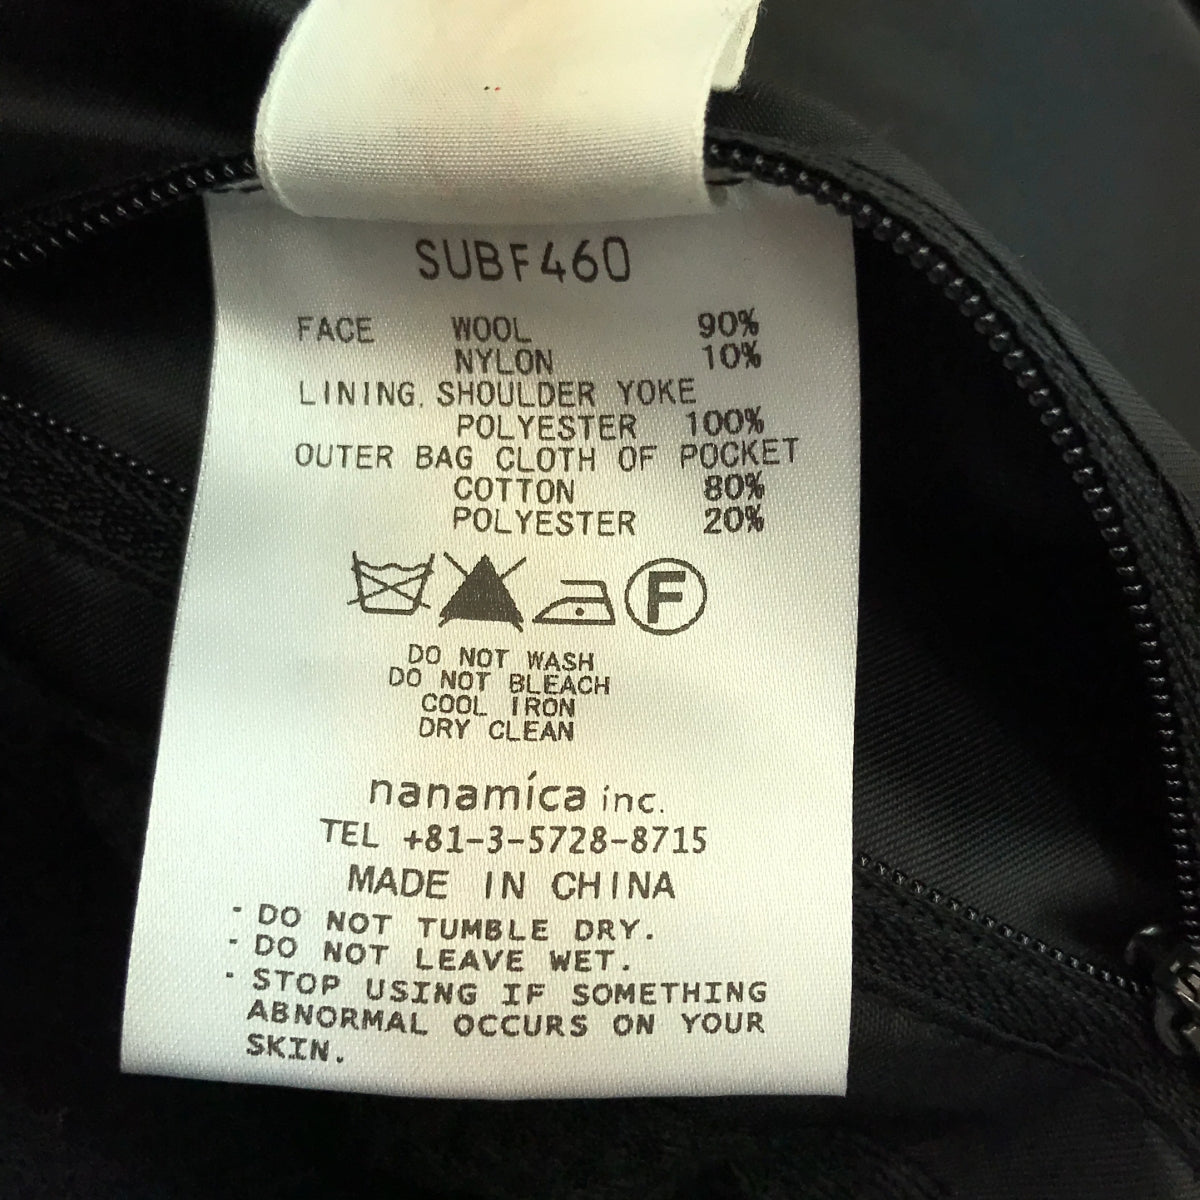 SUBF460
FACE WOOL 90%
NYLON 10%
LINING. SHOULDER YOKE
POLYESTER 100%
OUTER BAG CLOTH OF POCKET
COTTON 80%
POLYESTER 20%
F
DO NOT WASH
DO NOT BLEACH
COOL IRON
DRY CLEAN
nanamíca inc.
TEL +81-3-5728-8715
MADE IN CHINA
・DO NOT TUMBLE DRY.
・DO NOT LEAVE WET.
・STOP USING IF SOMETHING
ABNORMAL OCCURS ON YOUR
SKIN.